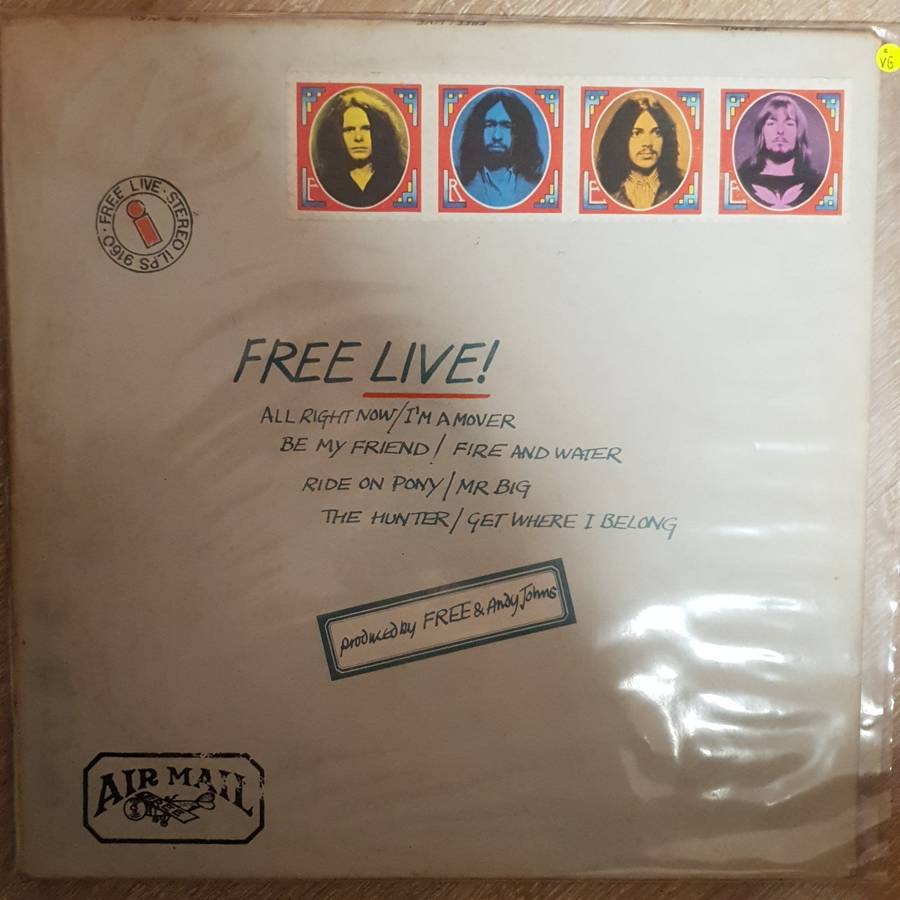 F R E E
FREE LIVE · STEREO ILPS 9160 ·
i
VG
FREE LIVE!
ALL RIGHT NOW/I'M A MOVER
BE MY FRIEND/ FIRE AND WATER
RIDE ON PONY/MR BIG
THE HUNTER/GET WHERE I BELONG
produced by FREE & Andy Johns
AIR MAIL